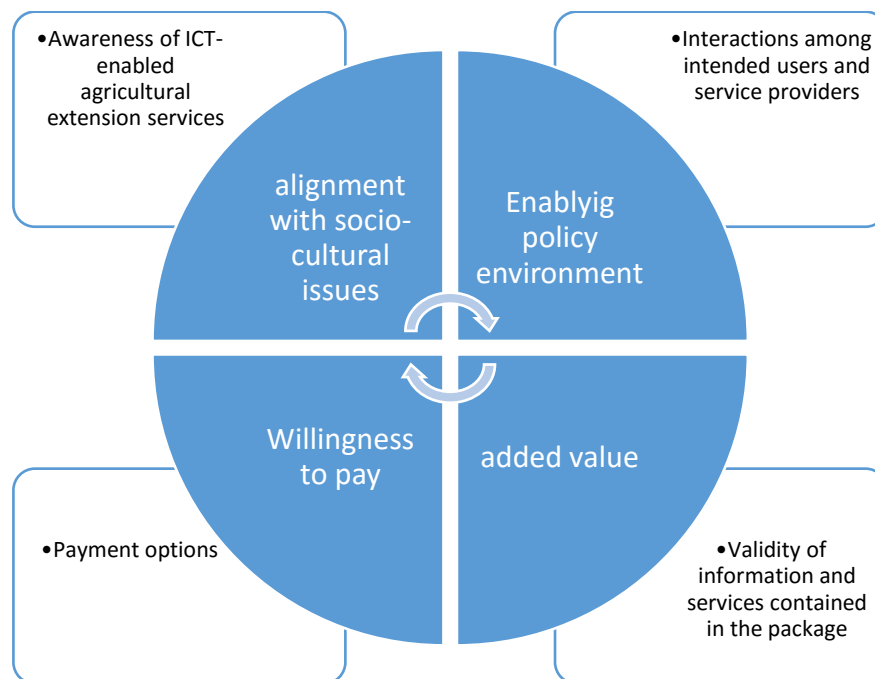 •Awareness of ICT-
enabled
agricultural
extension services
•Interactions among
intended users and
service providers
alignment
with socio-
cultural
issues
Enablyig
policy
environment
Willingness
to pay
added value
•Payment options
•Validity of
information and
services contained
in the package